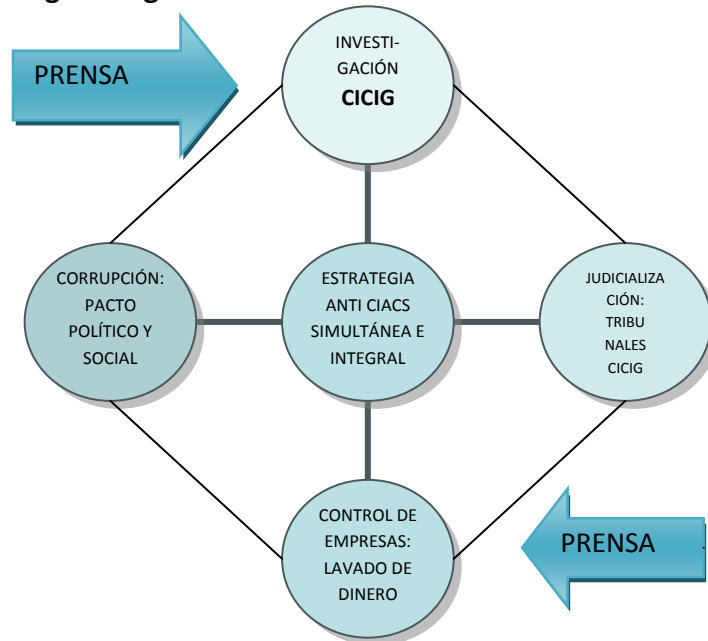 PRENSA
INVESTI-
GACIÓN
CICIG
CORRUPCIÓN:
PACTO
POLÍTICO Y
SOCIAL
ESTRATEGIA
ANTI CIACS
SIMULTÁNEA E
INTEGRAL
JUDICIALIZA
CIÓN:
TRIBU
NALES
CICIG
CONTROL DE
EMPRESAS:
LAVADO DE
DINERO
PRENSA .